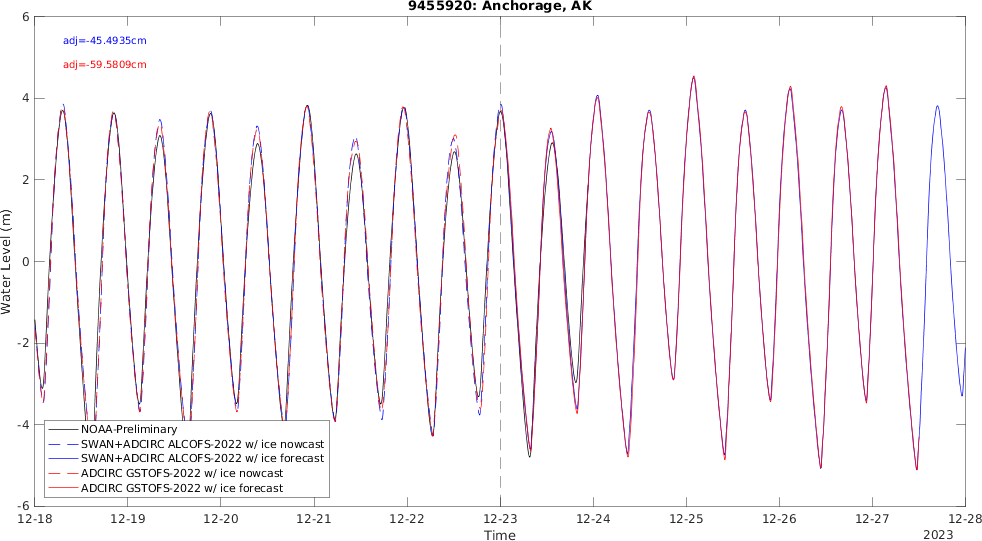 9455920: Anchorage, AK
6
adj=-45.4935cm
adj=-59.5809cm
4
2
0
-2
-4
-6
Water Level (m)
NOAA-Preliminary
SWAN+ADCIRC ALCOFS-2022 w/ ice nowcast
SWAN+ADCIRC ALCOFS-2022 w/ ice forecast
ADCIRC GSTOFS-2022 w/ ice nowcast
ADCIRC GSTOFS-2022 w/ ice forecast
12-18 12-19 12-20 12-21 12-22 12-23 12-24 12-25 12-26 12-27 12-28
Time
2023